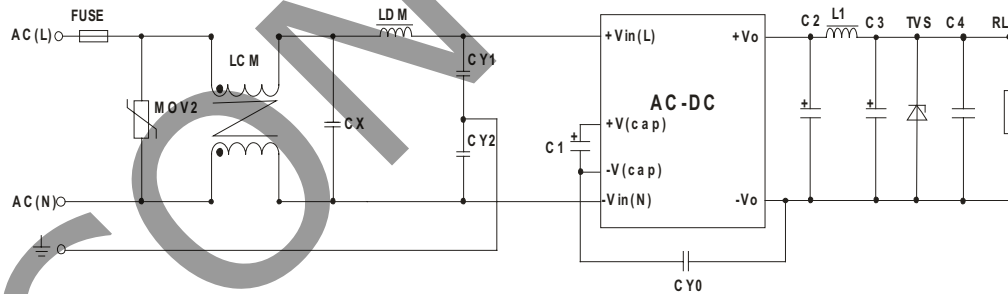 FUSE
LDM
C2 L1 C3 TVS C4 RL
AC(L)
+Vin(L)
+Vo
LCM
CY1
MOV2
AC-DC
CX
+V(cap)
CY2
C1
-V(cap)
AC(N)
-Vin(N)
-Vo
CY0